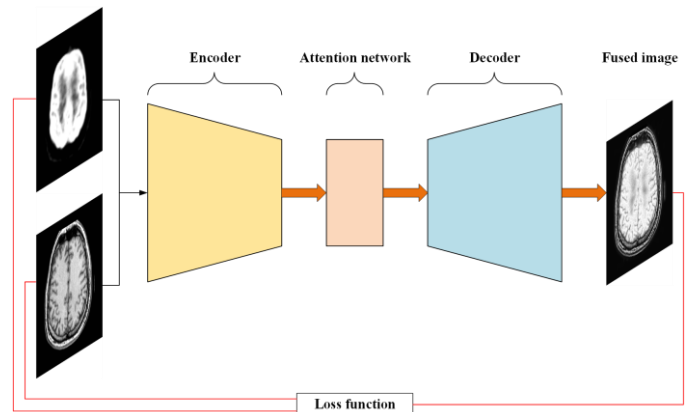 Encoder
Attention network
Decoder
Fused image
Loss function